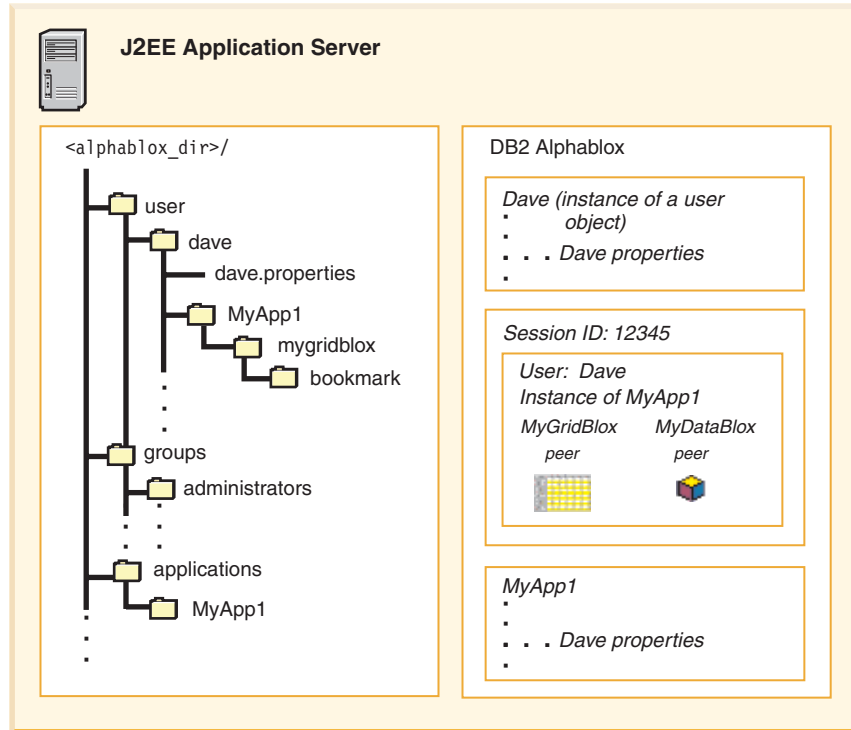 J2EE Application Server
<alphablox_dir>/
user
dave
dave.properties
MyApp1
mygridblox
bookmark
groups
administrators
applications
MyApp1
DB2 Alphablox
Dave (instance of a user
object)
Dave properties
Session ID: 12345
User: Dave
Instance of MyApp1
MyGridBlox MyDataBlox
peer peer
MyApp1
Dave properties